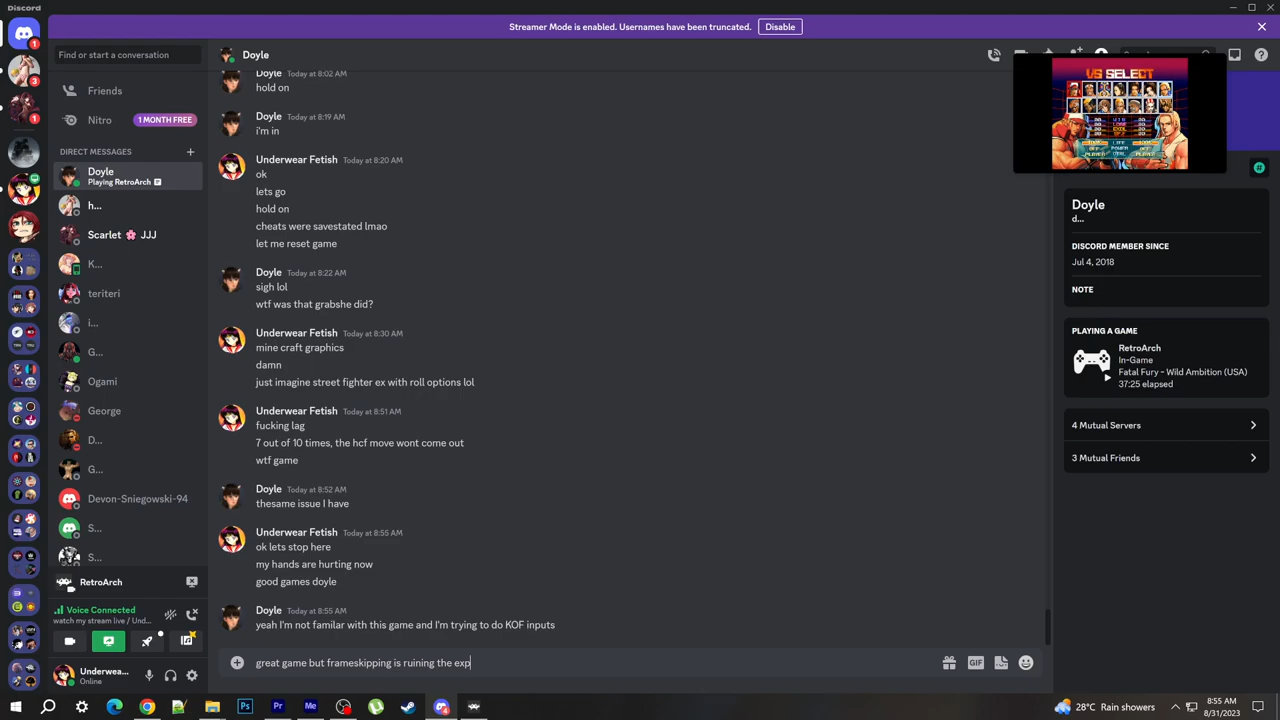 Discord
Streamer Mode is enabled. Usernames have been truncated.
Disable
Find or start a conversation
Doyle
Friends
Nitro
1 MONTH FREE
DIRECT MESSAGES
Doyle
Playing RetroArch
h...
Scarlet 🌸 JJJ
K...
teriteri
i...
G...
Ogami
George
D...
G...
Devon-Sniegowski-94
S...
S...
RetroArch
Voice Connected
watch my stream live / Und...
Underwea...
Online
Doyle Today at 8:02 AM
hold on
Doyle Today at 8:19 AM
i'm in
Underwear Fetish Today at 8:20 AM
ok
lets go
hold on
cheats were savestated lmao
let me reset game
Doyle Today at 8:22 AM
sigh lol
wtf was that grabshe did?
Underwear Fetish Today at 8:30 AM
mine craft graphics
damn
just imagine street fighter ex with roll options lol
Underwear Fetish Today at 8:51 AM
fucking lag
7 out of 10 times, the hcf move wont come out
wtf game
Doyle Today at 8:52 AM
thesame issue I have
Underwear Fetish Today at 8:55 AM
ok lets stop here
my hands are hurting now
good games doyle
Doyle Today at 8:55 AM
yeah I'm not familar with this game and I'm trying to do KOF inputs
great game but frameskipping is ruining the exp
GIF
VS SELECT
Doyle
d...
DISCORD MEMBER SINCE
Jul 4, 2018
NOTE
PLAYING A GAME
RetroArch
In-Game
Fatal Fury - Wild Ambition (USA)
37:25 elapsed
4 Mutual Servers
3 Mutual Friends
28°C Rain showers
8:55 AM
8/31/2023